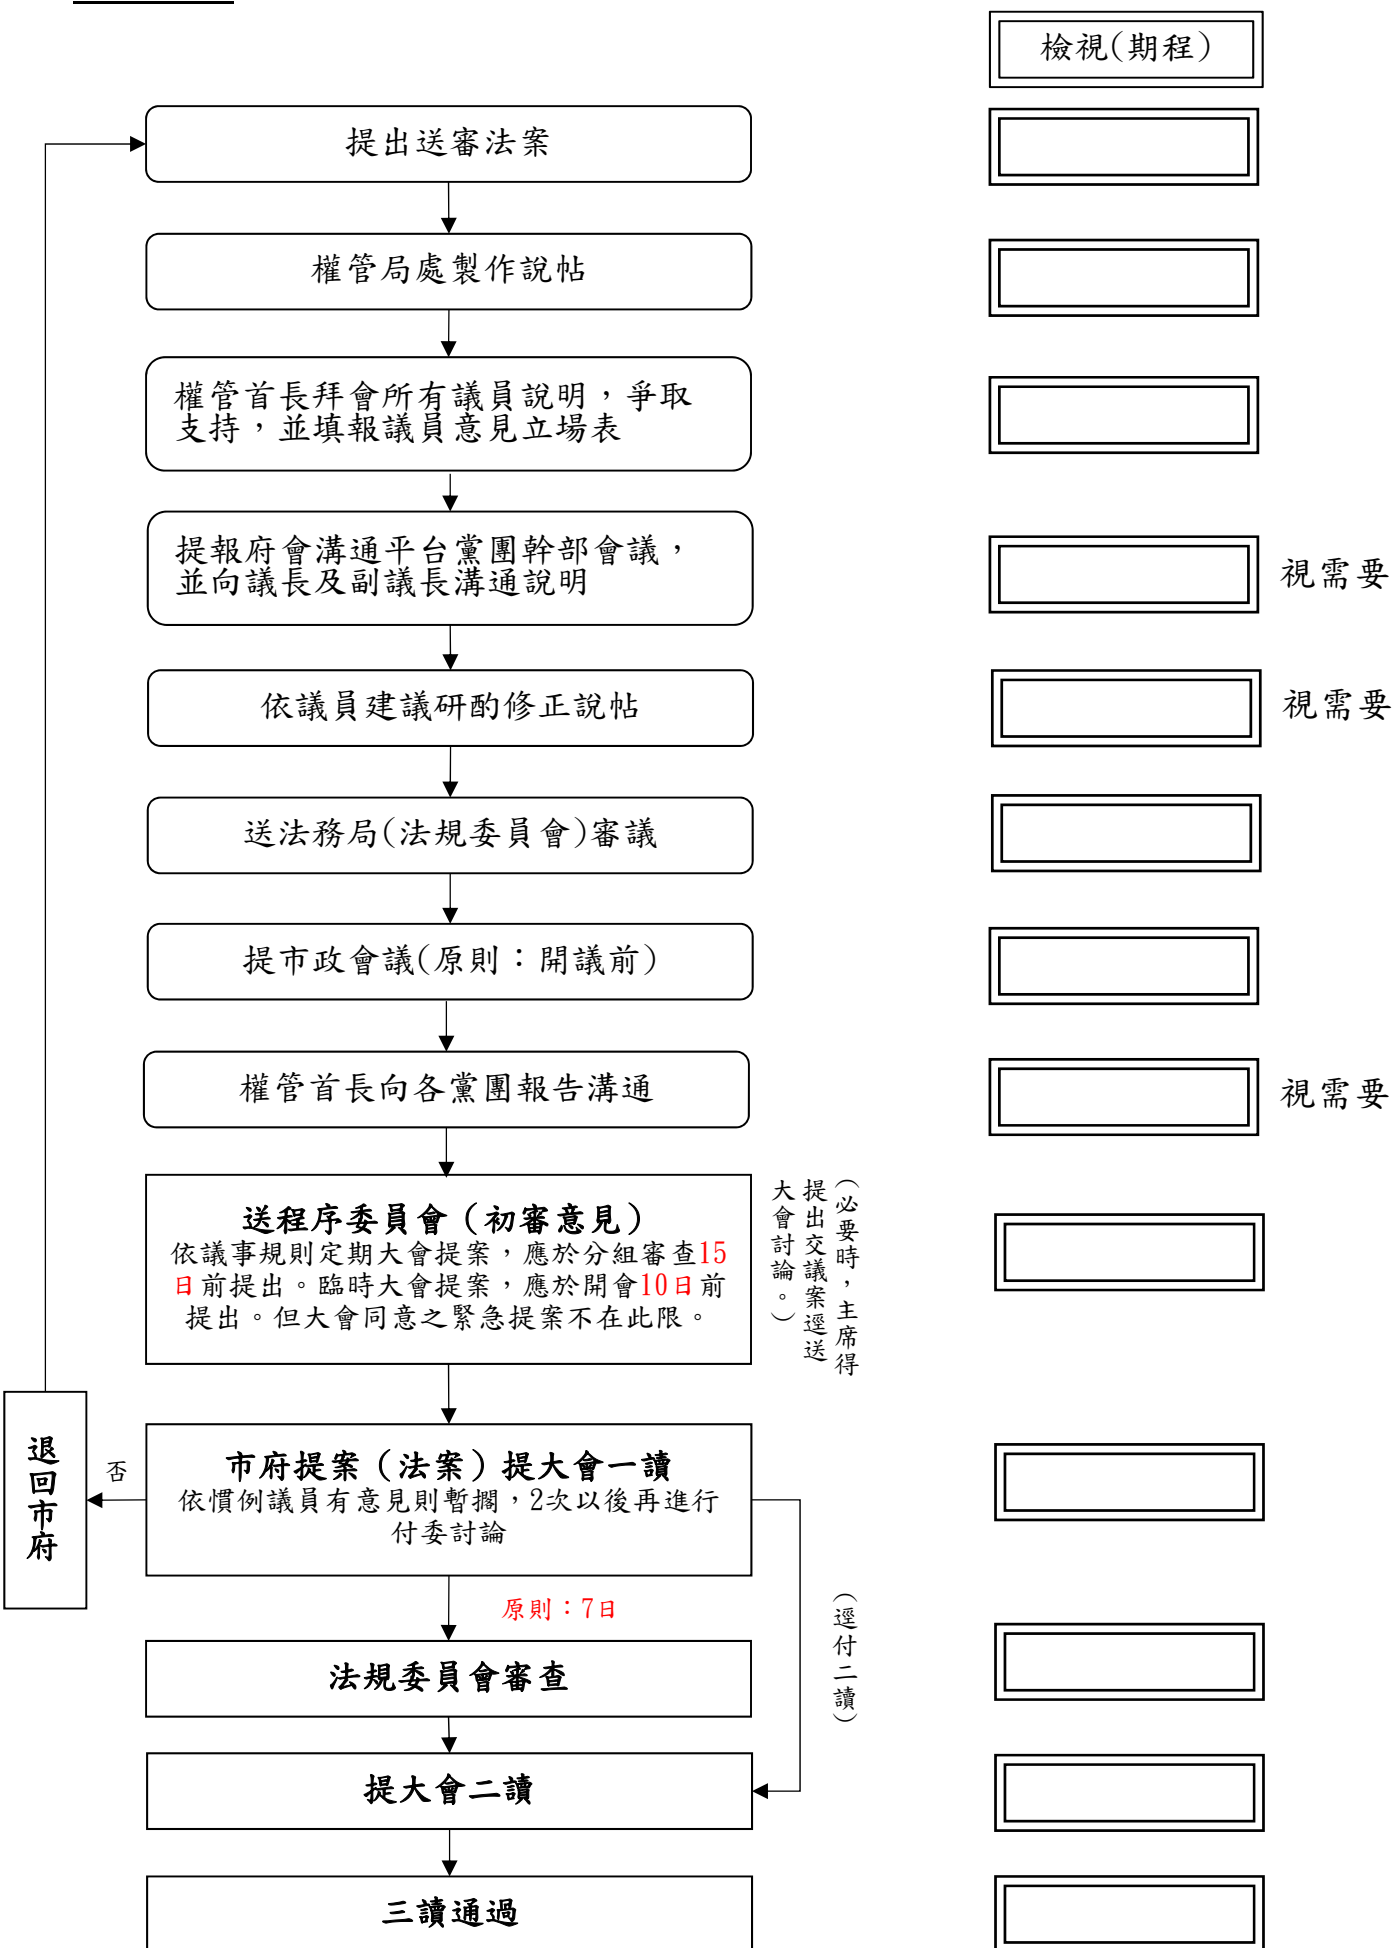 檢視(期程)
提出送審法案
權管局處製作說帖
權管首長拜會所有議員說明，爭取
支持，並填報議員意見立場表
提報府會溝通平台黨團幹部會議，
並向議長及副議長溝通說明
視需要
依議員建議研酌修正說帖
視需要
送法務局(法規委員會)審議
提市政會議(原則：開議前)
權管首長向各黨團報告溝通
視需要
送程序委員會（初審意見）
依議事規則定期大會提案，應於分組審查15
日前提出。臨時大會提案，應於開會10日前
提出。但大會同意之緊急提案不在此限。
（必要時，主席得
提出交議案逕送
大會討論。）
退回市府
否
市府提案（法案）提大會一讀
依慣例議員有意見則暫擱，2次以後再進行
付委討論
原則：7日
（逕付二讀）
法規委員會審查
提大會二讀
三讀通過